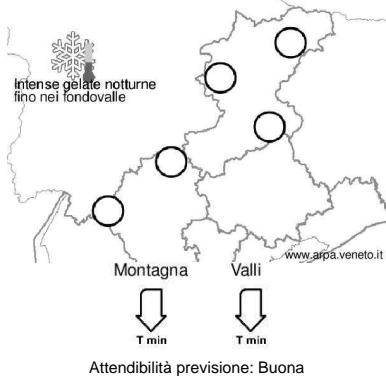 Intense gelate notturne
fino nei fondovalle
www.arpa.veneto.it
Montagna Valli
T min T min
Attendibilità previsione: Buona